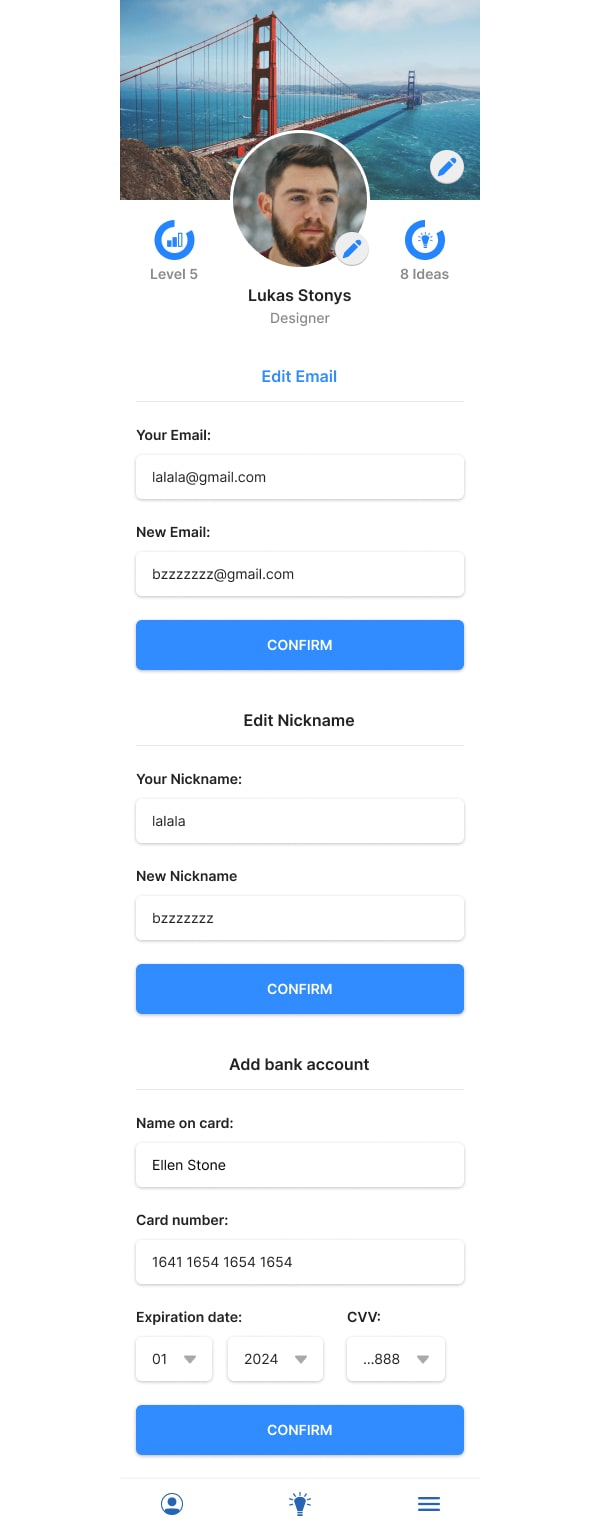 Level 5
8 Ideas
Lukas Stonys
Designer
Edit Email
Your Email:
lalala@gmail.com
New Email:
bzzzzzzz@gmail.com
CONFIRM
Edit Nickname
Your Nickname:
lalala
New Nickname
bzzzzzzz
CONFIRM
Add bank account
Name on card:
Ellen Stone
Card number:
1641 1654 1654 1654
Expiration date: CVV:
01 2024 ...888
CONFIRM